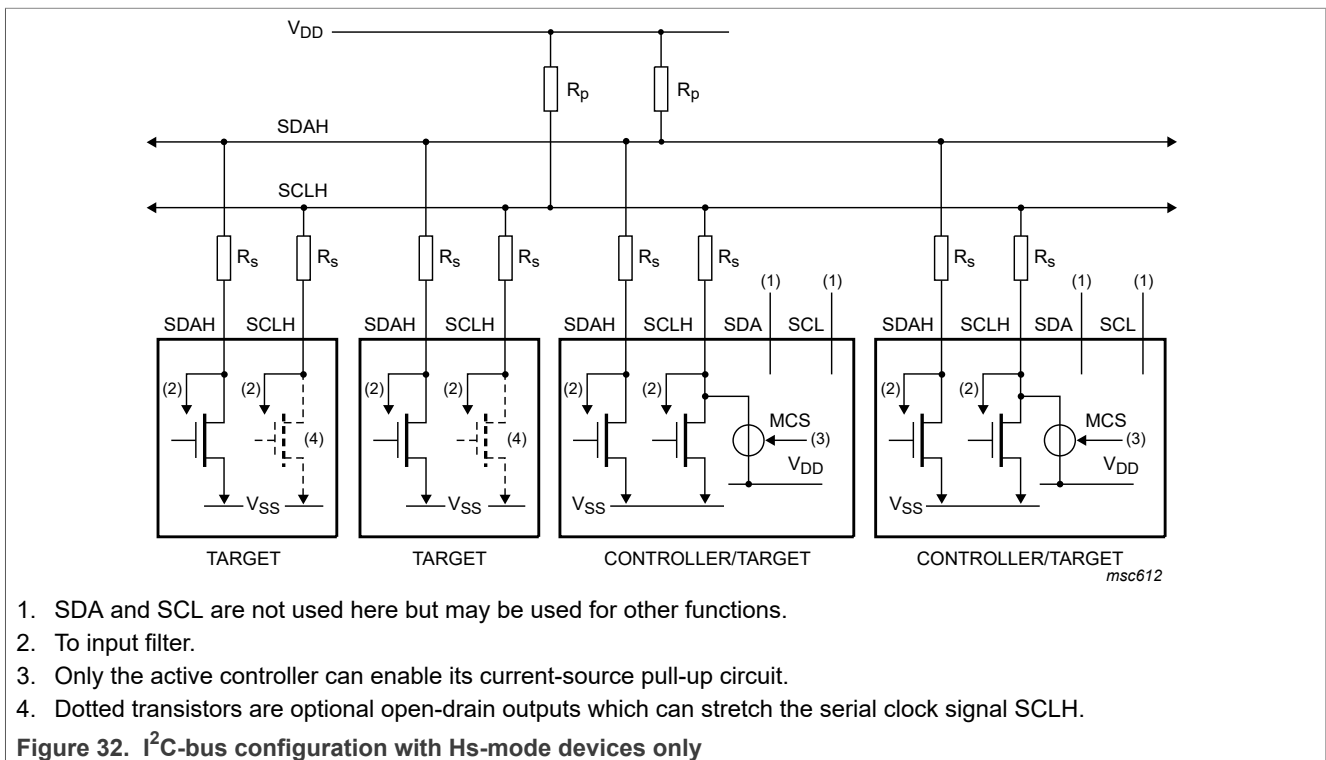 VDD
Rp Rp
SDAH
SCLH
Rs Rs Rs Rs Rs Rs Rs Rs
(1) (1) (1) (1)
SDAH SCLH SDAH SCLH SDAH SCLH SDA SCL SDAH SCLH SDA SCL
(2) (2) (2) (2) (2) (2) (2) (2)
(4) (4) MCS (3) MCS (3)
VDD VDD
VSS VSS VSS VSS
TARGET TARGET CONTROLLER/TARGET CONTROLLER/TARGET
msc612
1. SDA and SCL are not used here but may be used for other functions.
2. To input filter.
3. Only the active controller can enable its current-source pull-up circuit.
4. Dotted transistors are optional open-drain outputs which can stretch the serial clock signal SCLH.
Figure 32. I²C-bus configuration with Hs-mode devices only